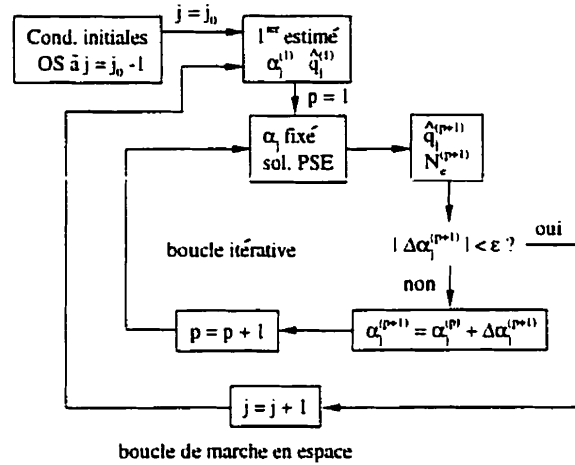 j = j₀
Cond. initiales
OS à j = j₀ - 1
1ᵉʳ estimé
α_j^(1) q̂_j^(1)
p = 1
α_j fixé
sol. PSE
q̂_j^(p+1)
N_e^(p+1)
boucle itérative
| Δα_j^(p+1) | < ε ?
oui
non
p = p + 1
α_j^(p+1) = α_j^(p) + Δα_j^(p+1)
j = j + 1
boucle de marche en espace